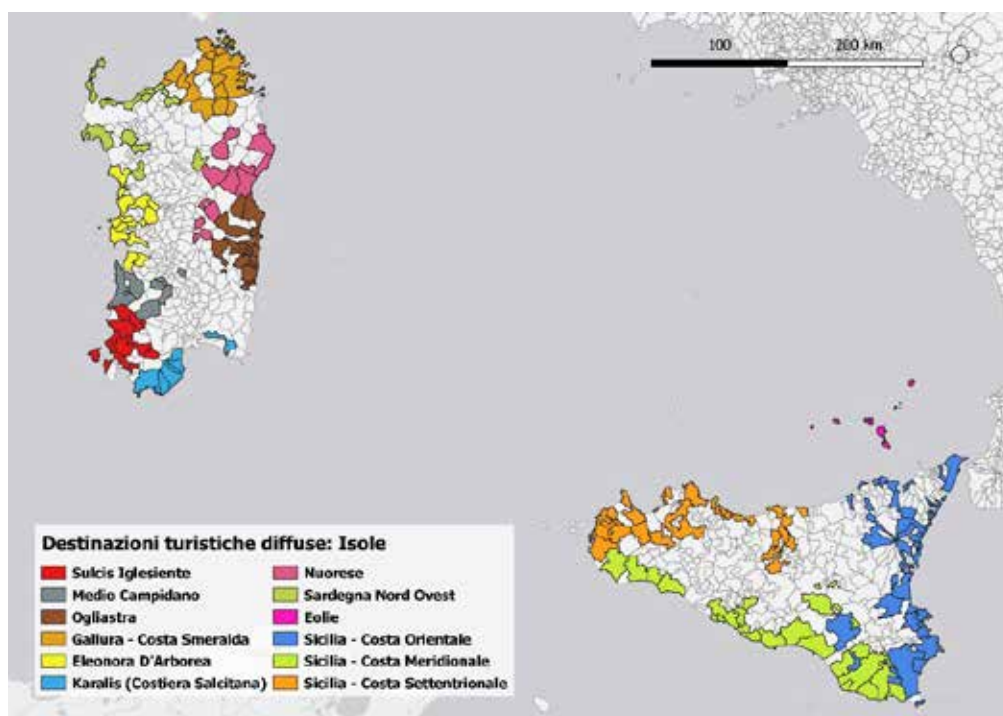 100 200 km
Destinazioni turistiche diffuse: Isole
Sulcis Iglesiente
Medio Campidano
Ogliastra
Gallura - Costa Smeralda
Eleonora D'Arborea
Karalis (Costiera Salcitana)
Nuorese
Sardegna Nord Ovest
Eolie
Sicilia - Costa Orientale
Sicilia - Costa Meridionale
Sicilia - Costa Settentrionale